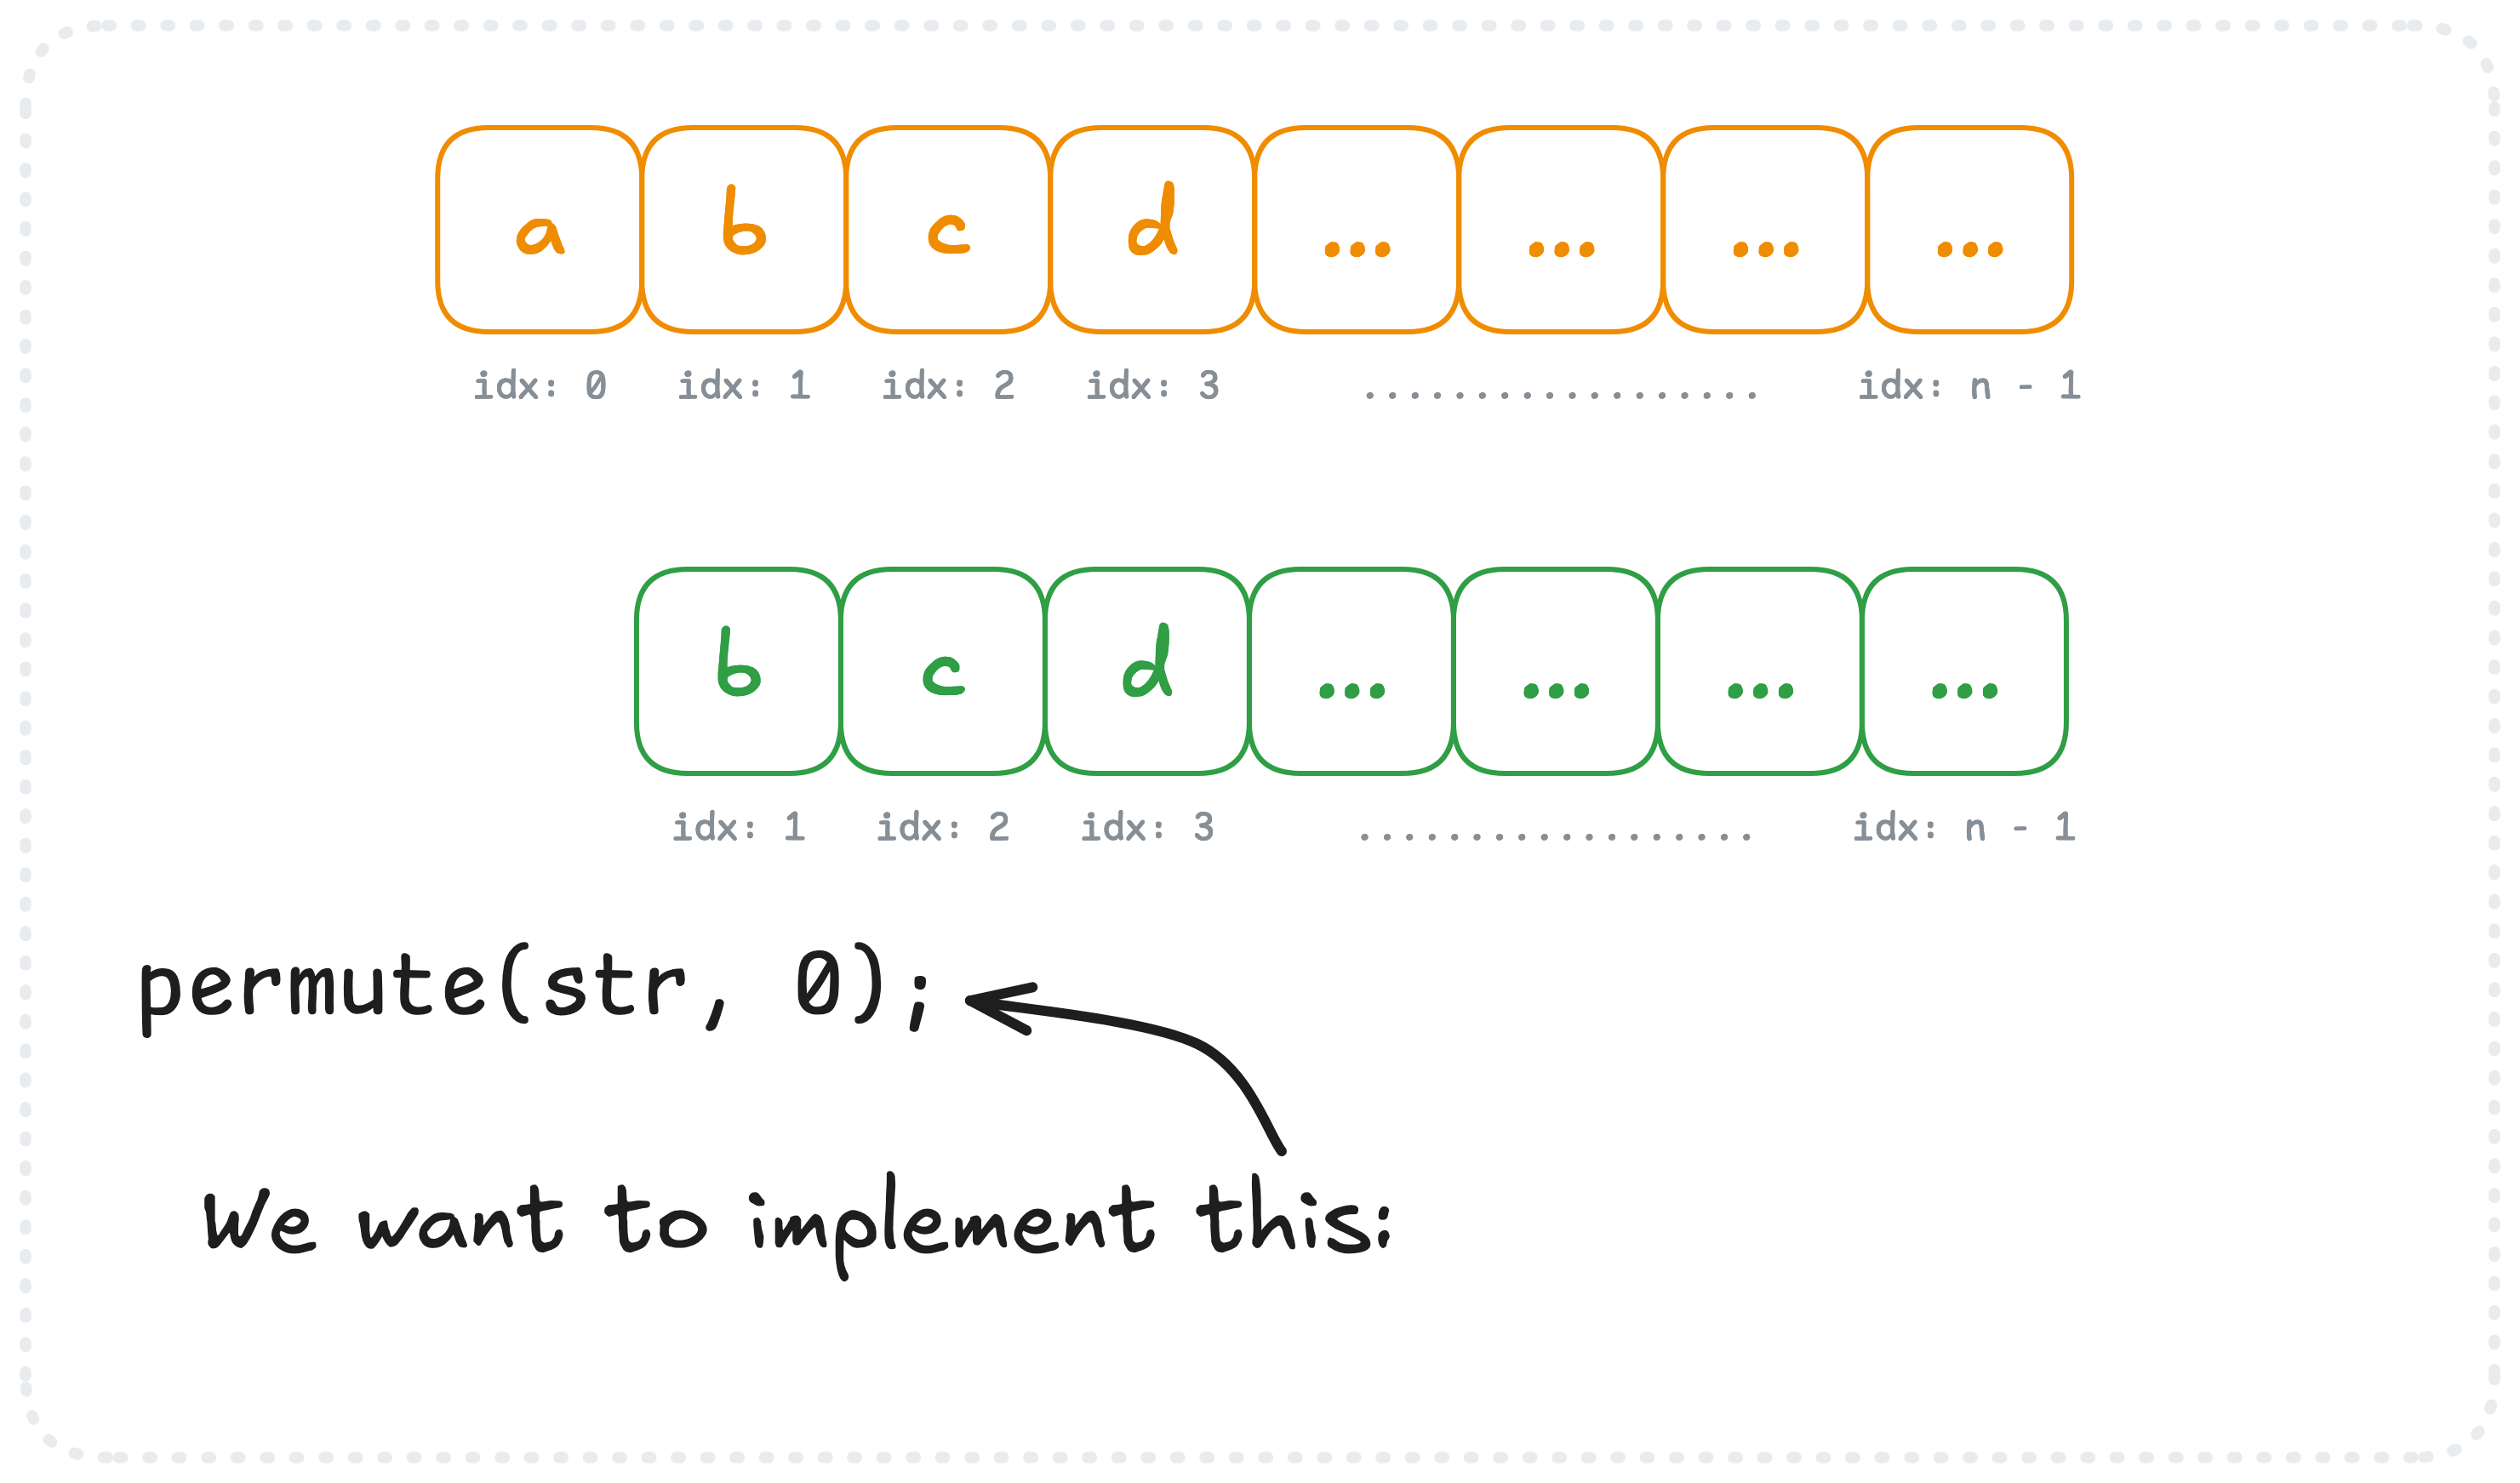 a b c d ... ... ... ...
idx: 0 idx: 1 idx: 2 idx: 3 .................. idx: n - 1
b c d ... ... ... ...
idx: 1 idx: 2 idx: 3 .................. idx: n - 1
permute(str, 0);
We want to implement this: